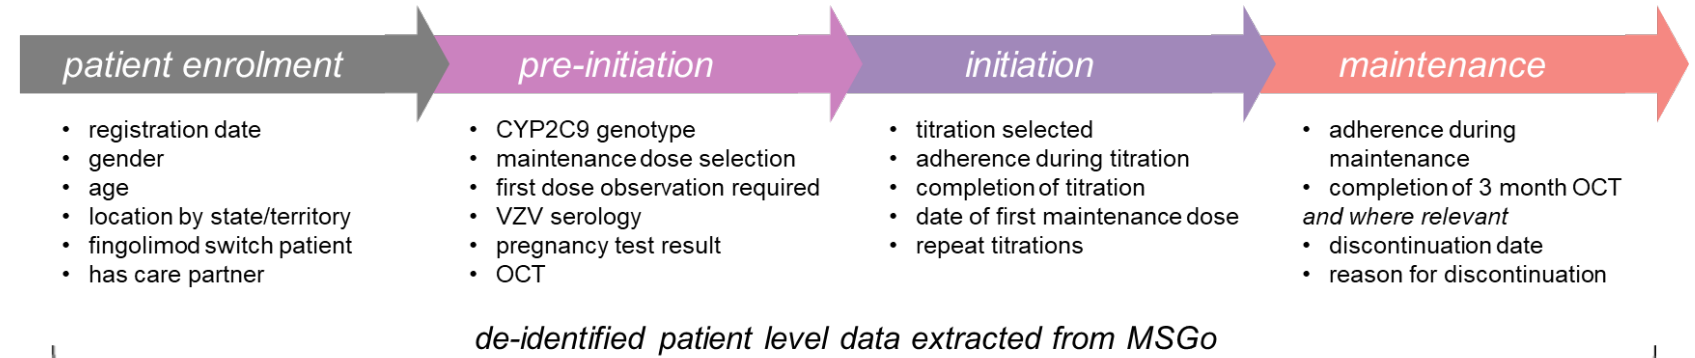 patient enrolment
pre-initiation
initiation
maintenance
• registration date
• gender
• age
• location by state/territory
• fingolimod switch patient
• has care partner
• CYP2C9 genotype
• maintenance dose selection
• first dose observation required
• VZV serology
• pregnancy test result
• OCT
• titration selected
• adherence during titration
• completion of titration
• date of first maintenance dose
• repeat titrations
• adherence during
maintenance
• completion of 3 month OCT
and where relevant
• discontinuation date
• reason for discontinuation
de-identified patient level data extracted from MSGo